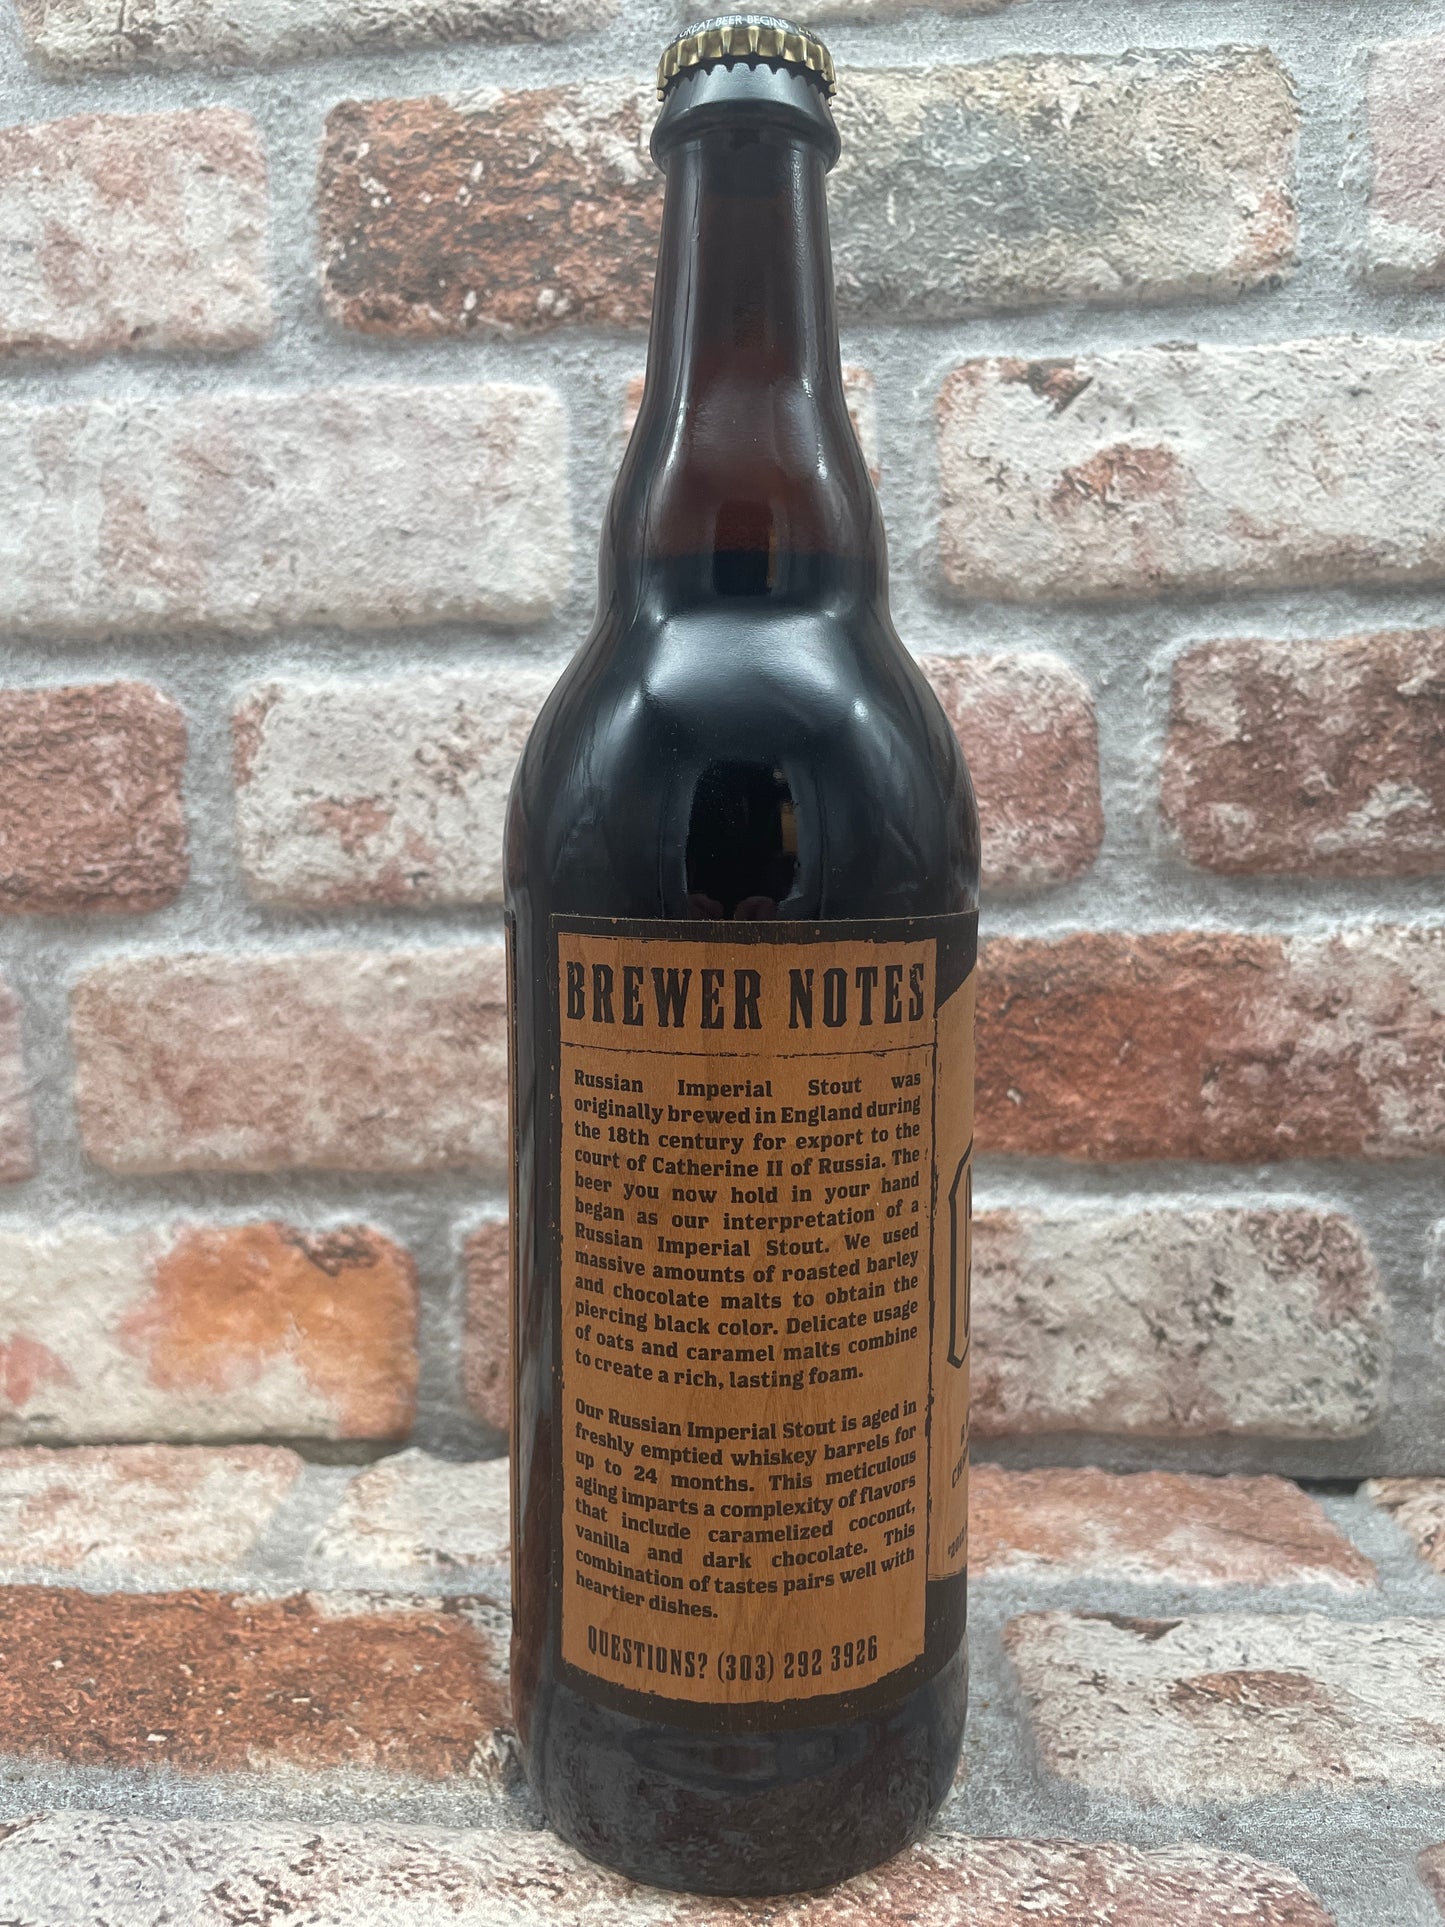 GREAT BEER BEGINS
BREWER NOTES
Russian Imperial Stout was
originally brewed in England during
the 18th century for export to the
court of Catherine II of Russia. The
beer you now hold in your hand
began as our interpretation of a
Russian Imperial Stout. We used
massive amounts of roasted barley
and chocolate malts to obtain the
piercing black color. Delicate usage
of oats and caramel malts combine
to create a rich, lasting foam.
Our Russian Imperial Stout is aged in
freshly emptied whiskey barrels for
up to 24 months. This meticulous
aging imparts a complexity of flavors
that include caramelized coconut,
vanilla and dark chocolate. This
combination of tastes pairs well with
heartier dishes.
QUESTIONS? (303) 292 3926